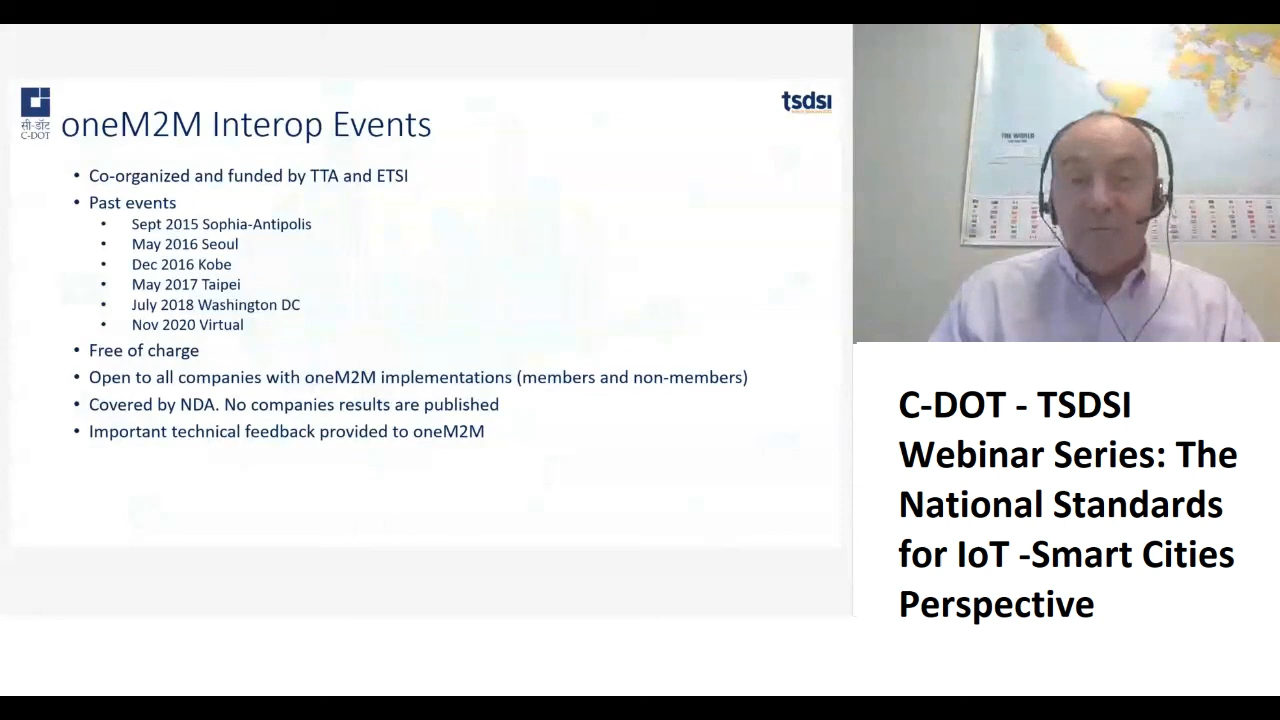 सी-डॉट
C-DOT
oneM2M Interop Events
tsdsi
• Co-organized and funded by TTA and ETSI
• Past events
• Sept 2015 Sophia-Antipolis
• May 2016 Seoul
• Dec 2016 Kobe
• May 2017 Taipei
• July 2018 Washington DC
• Nov 2020 Virtual
• Free of charge
• Open to all companies with oneM2M implementations (members and non-members)
• Covered by NDA. No companies results are published
• Important technical feedback provided to oneM2M
THE WORLD
C-DOT - TSDSI
Webinar Series: The
National Standards
for IoT -Smart Cities
Perspective